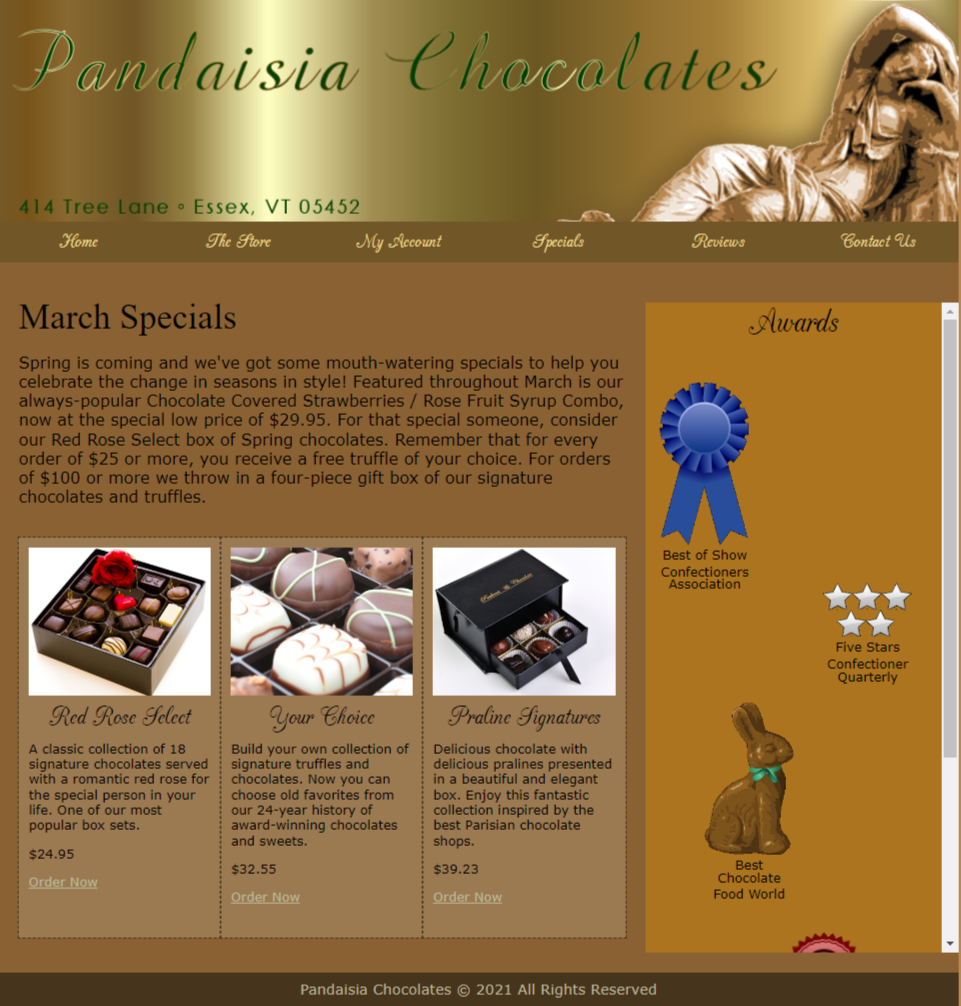 Pandaisia Chocolates
414 Tree Lane ◦ Essex, VT 05452
Home The Store My Account Specials Reviews Contact Us
March Specials
Spring is coming and we've got some mouth-watering specials to help you
celebrate the change in seasons in style! Featured throughout March is our
always-popular Chocolate Covered Strawberries / Rose Fruit Syrup Combo,
now at the special low price of $29.95. For that special someone, consider
our Red Rose Select box of Spring chocolates. Remember that for every
order of $25 or more, you receive a free truffle of your choice. For orders
of $100 or more we throw in a four-piece gift box of our signature
chocolates and truffles.
Red Rose Select
A classic collection of 18
signature chocolates served
with a romantic red rose for
the special person in your
life. One of our most
popular box sets.
$24.95
Order Now
Your Choice
Build your own collection of
signature truffles and
chocolates. Now you can
choose old favorites from
our 24-year history of
award-winning chocolates
and sweets.
$32.55
Order Now
Praline Signatures
Delicious chocolate with
delicious pralines presented
in a beautiful and elegant
box. Enjoy this fantastic
collection inspired by the
best Parisian chocolate
shops.
$39.23
Order Now
Awards
Best of Show
Confectioners
Association
Five Stars
Confectioner
Quarterly
Best
Chocolate
Food World
Pandaisia Chocolates © 2021 All Rights Reserved